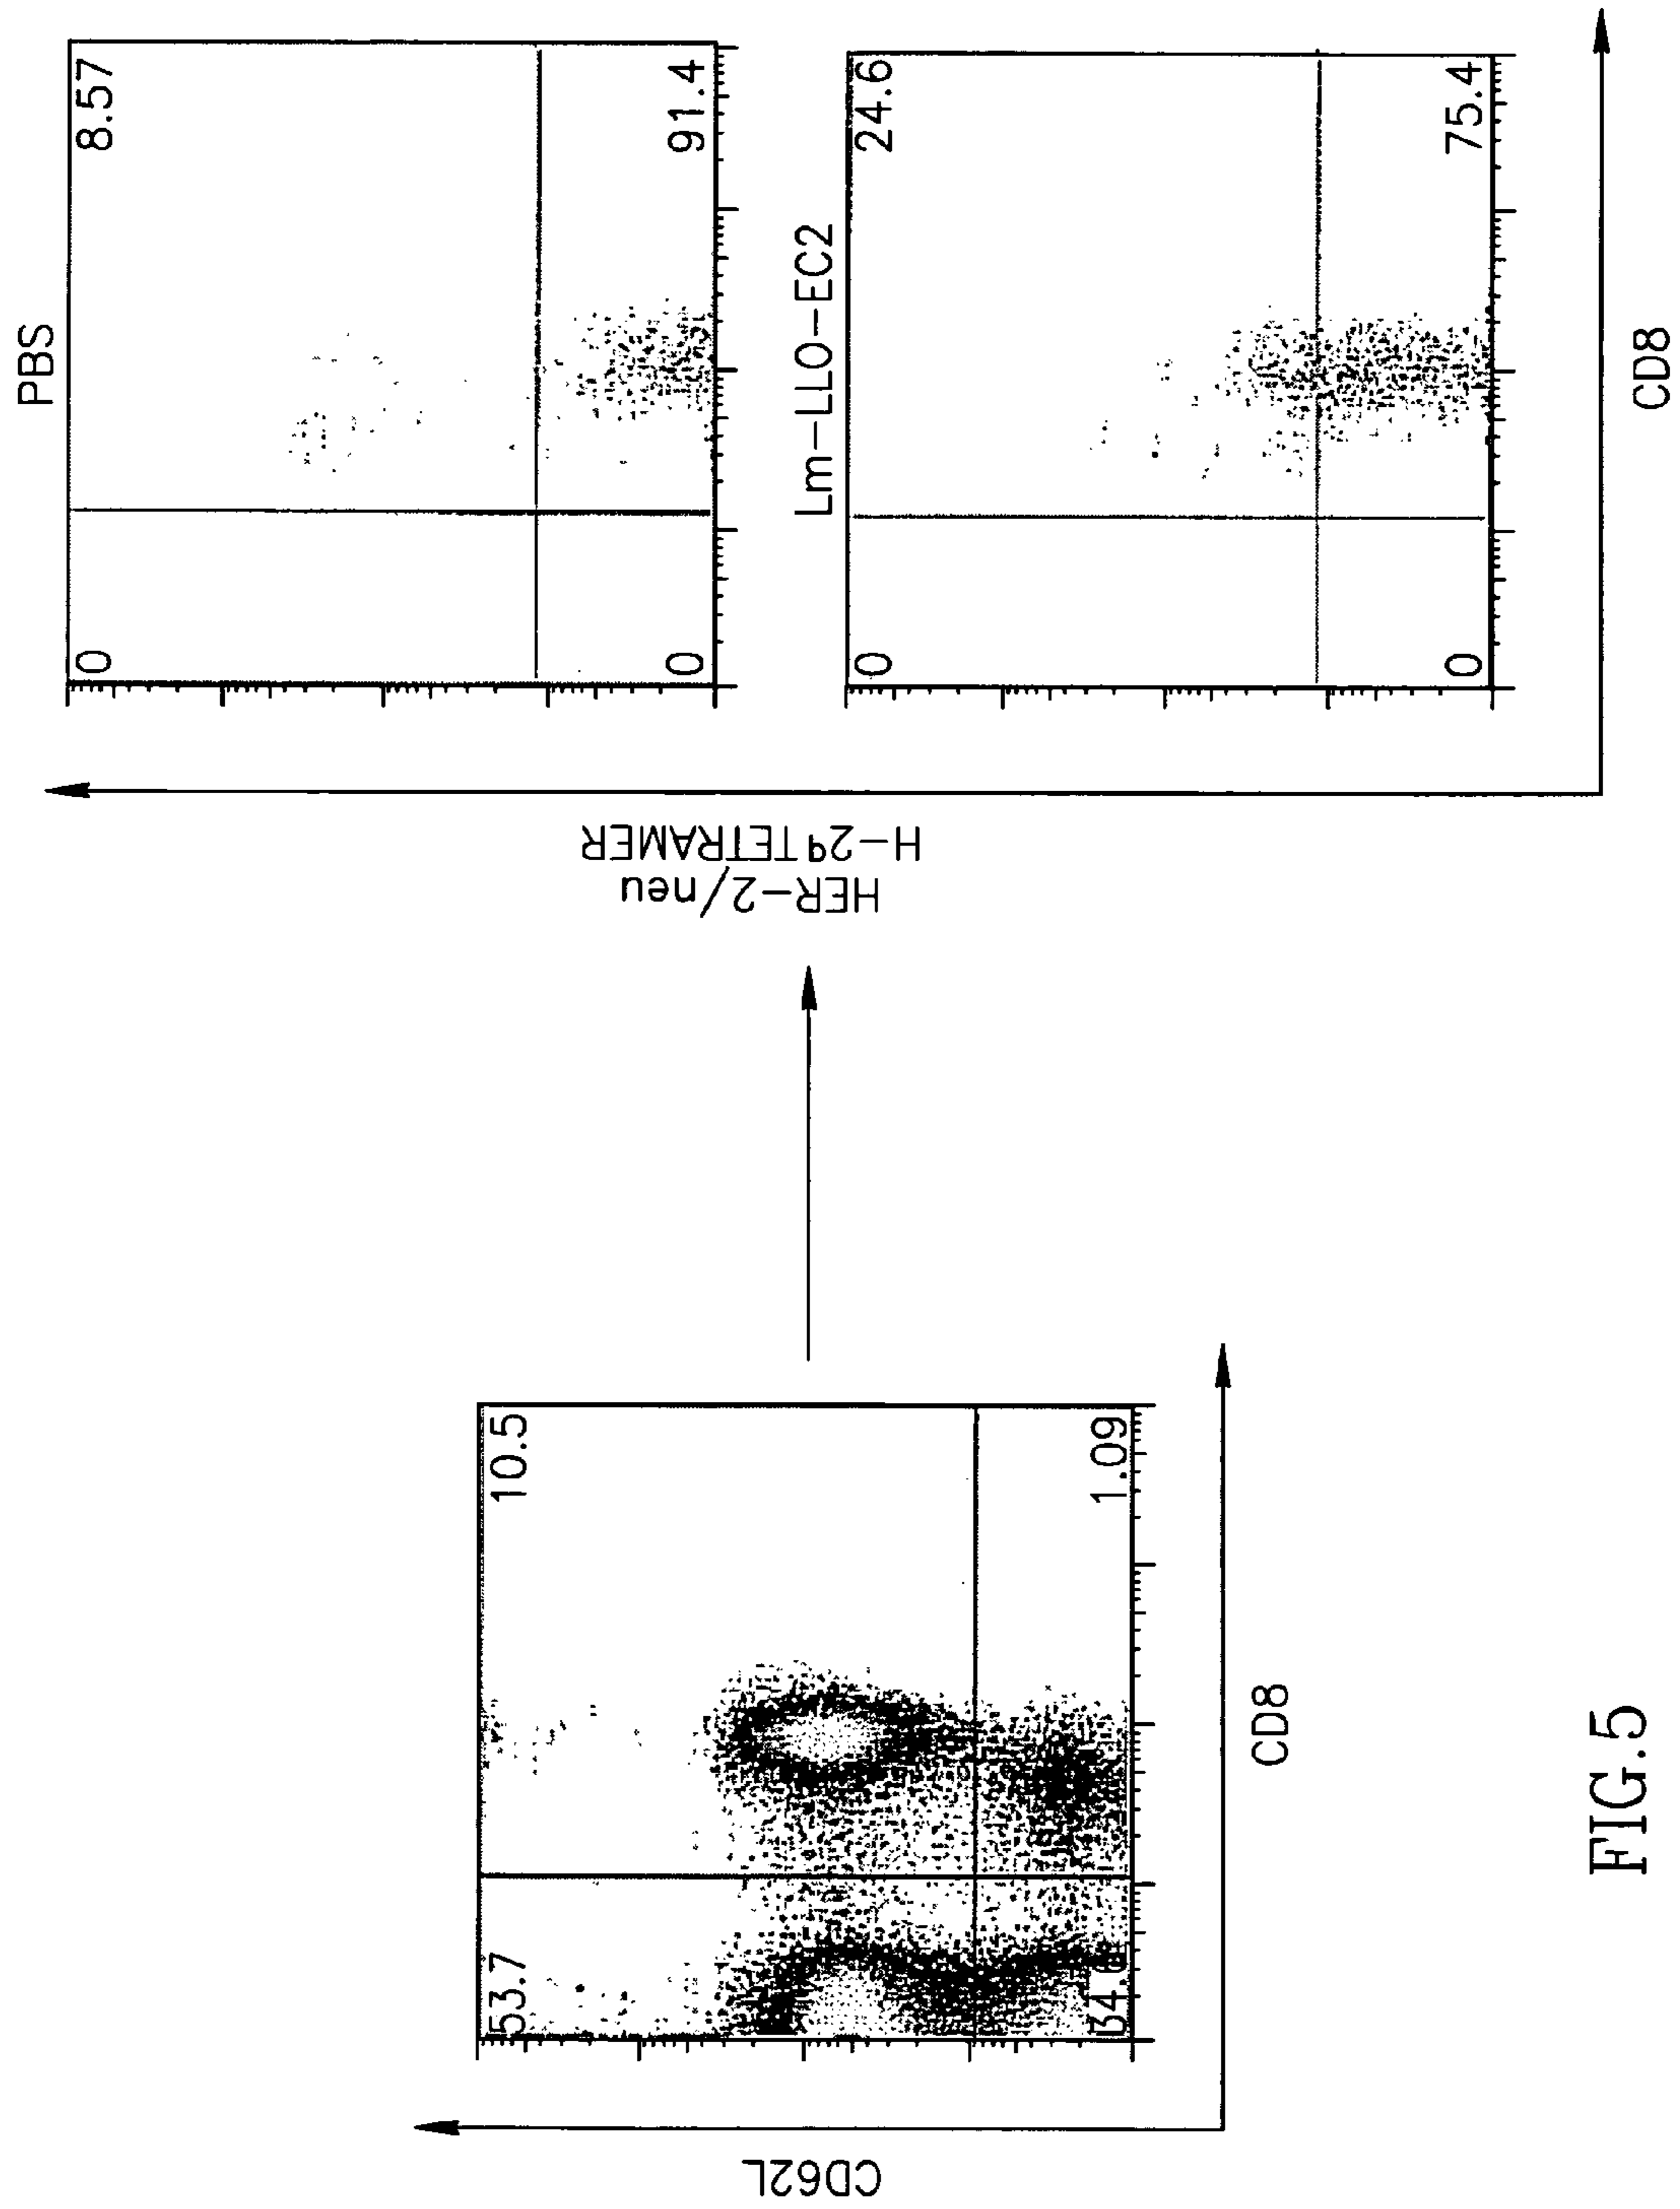 53.7
10.5
1.09
CD62L
CD8
HER-2/neu
H-2q TETRAMER
PBS
0
8.57
0
91.4
Lm-LLO-EC2
0
24.6
0
75.4
CD8
FIG.5